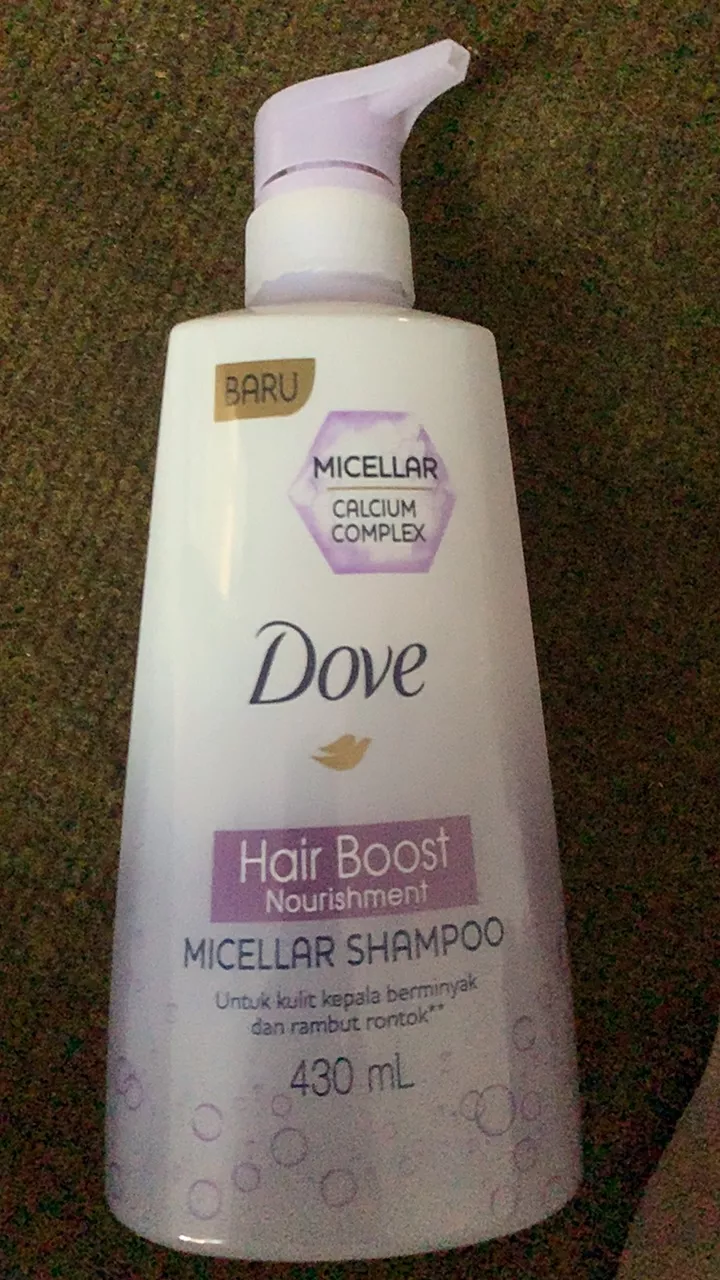 BARU
MICELLAR
CALCIUM
COMPLEX
Dove
Hair Boost
Nourishment
MICELLAR SHAMPOO
Untuk kulit kepala berminyak
dan rambut rontok**
430 mL